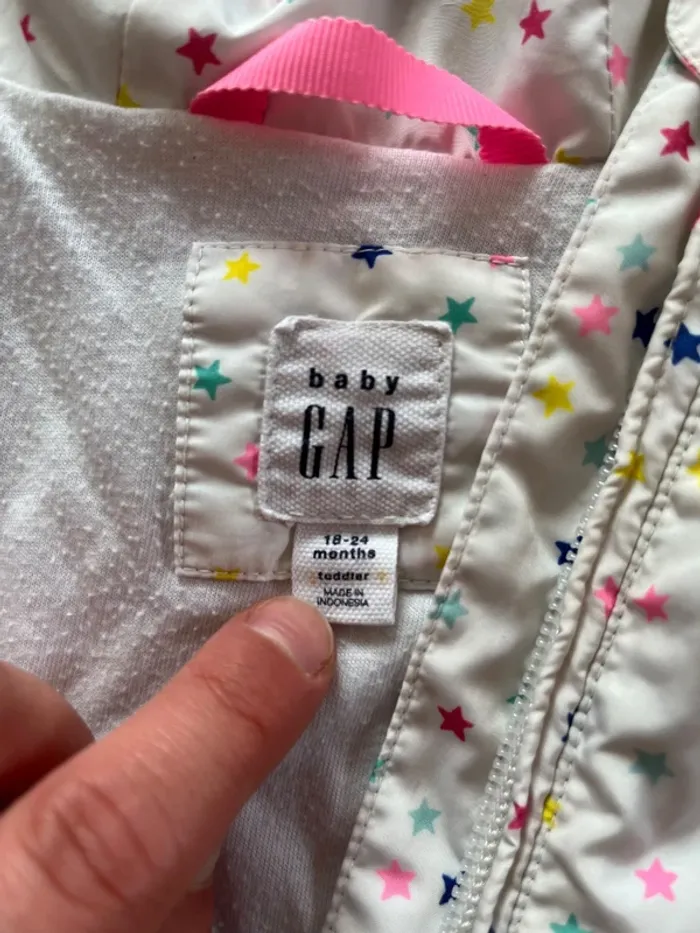 baby
GAP
18-24
months
toddler
MADE IN
INDONESIA